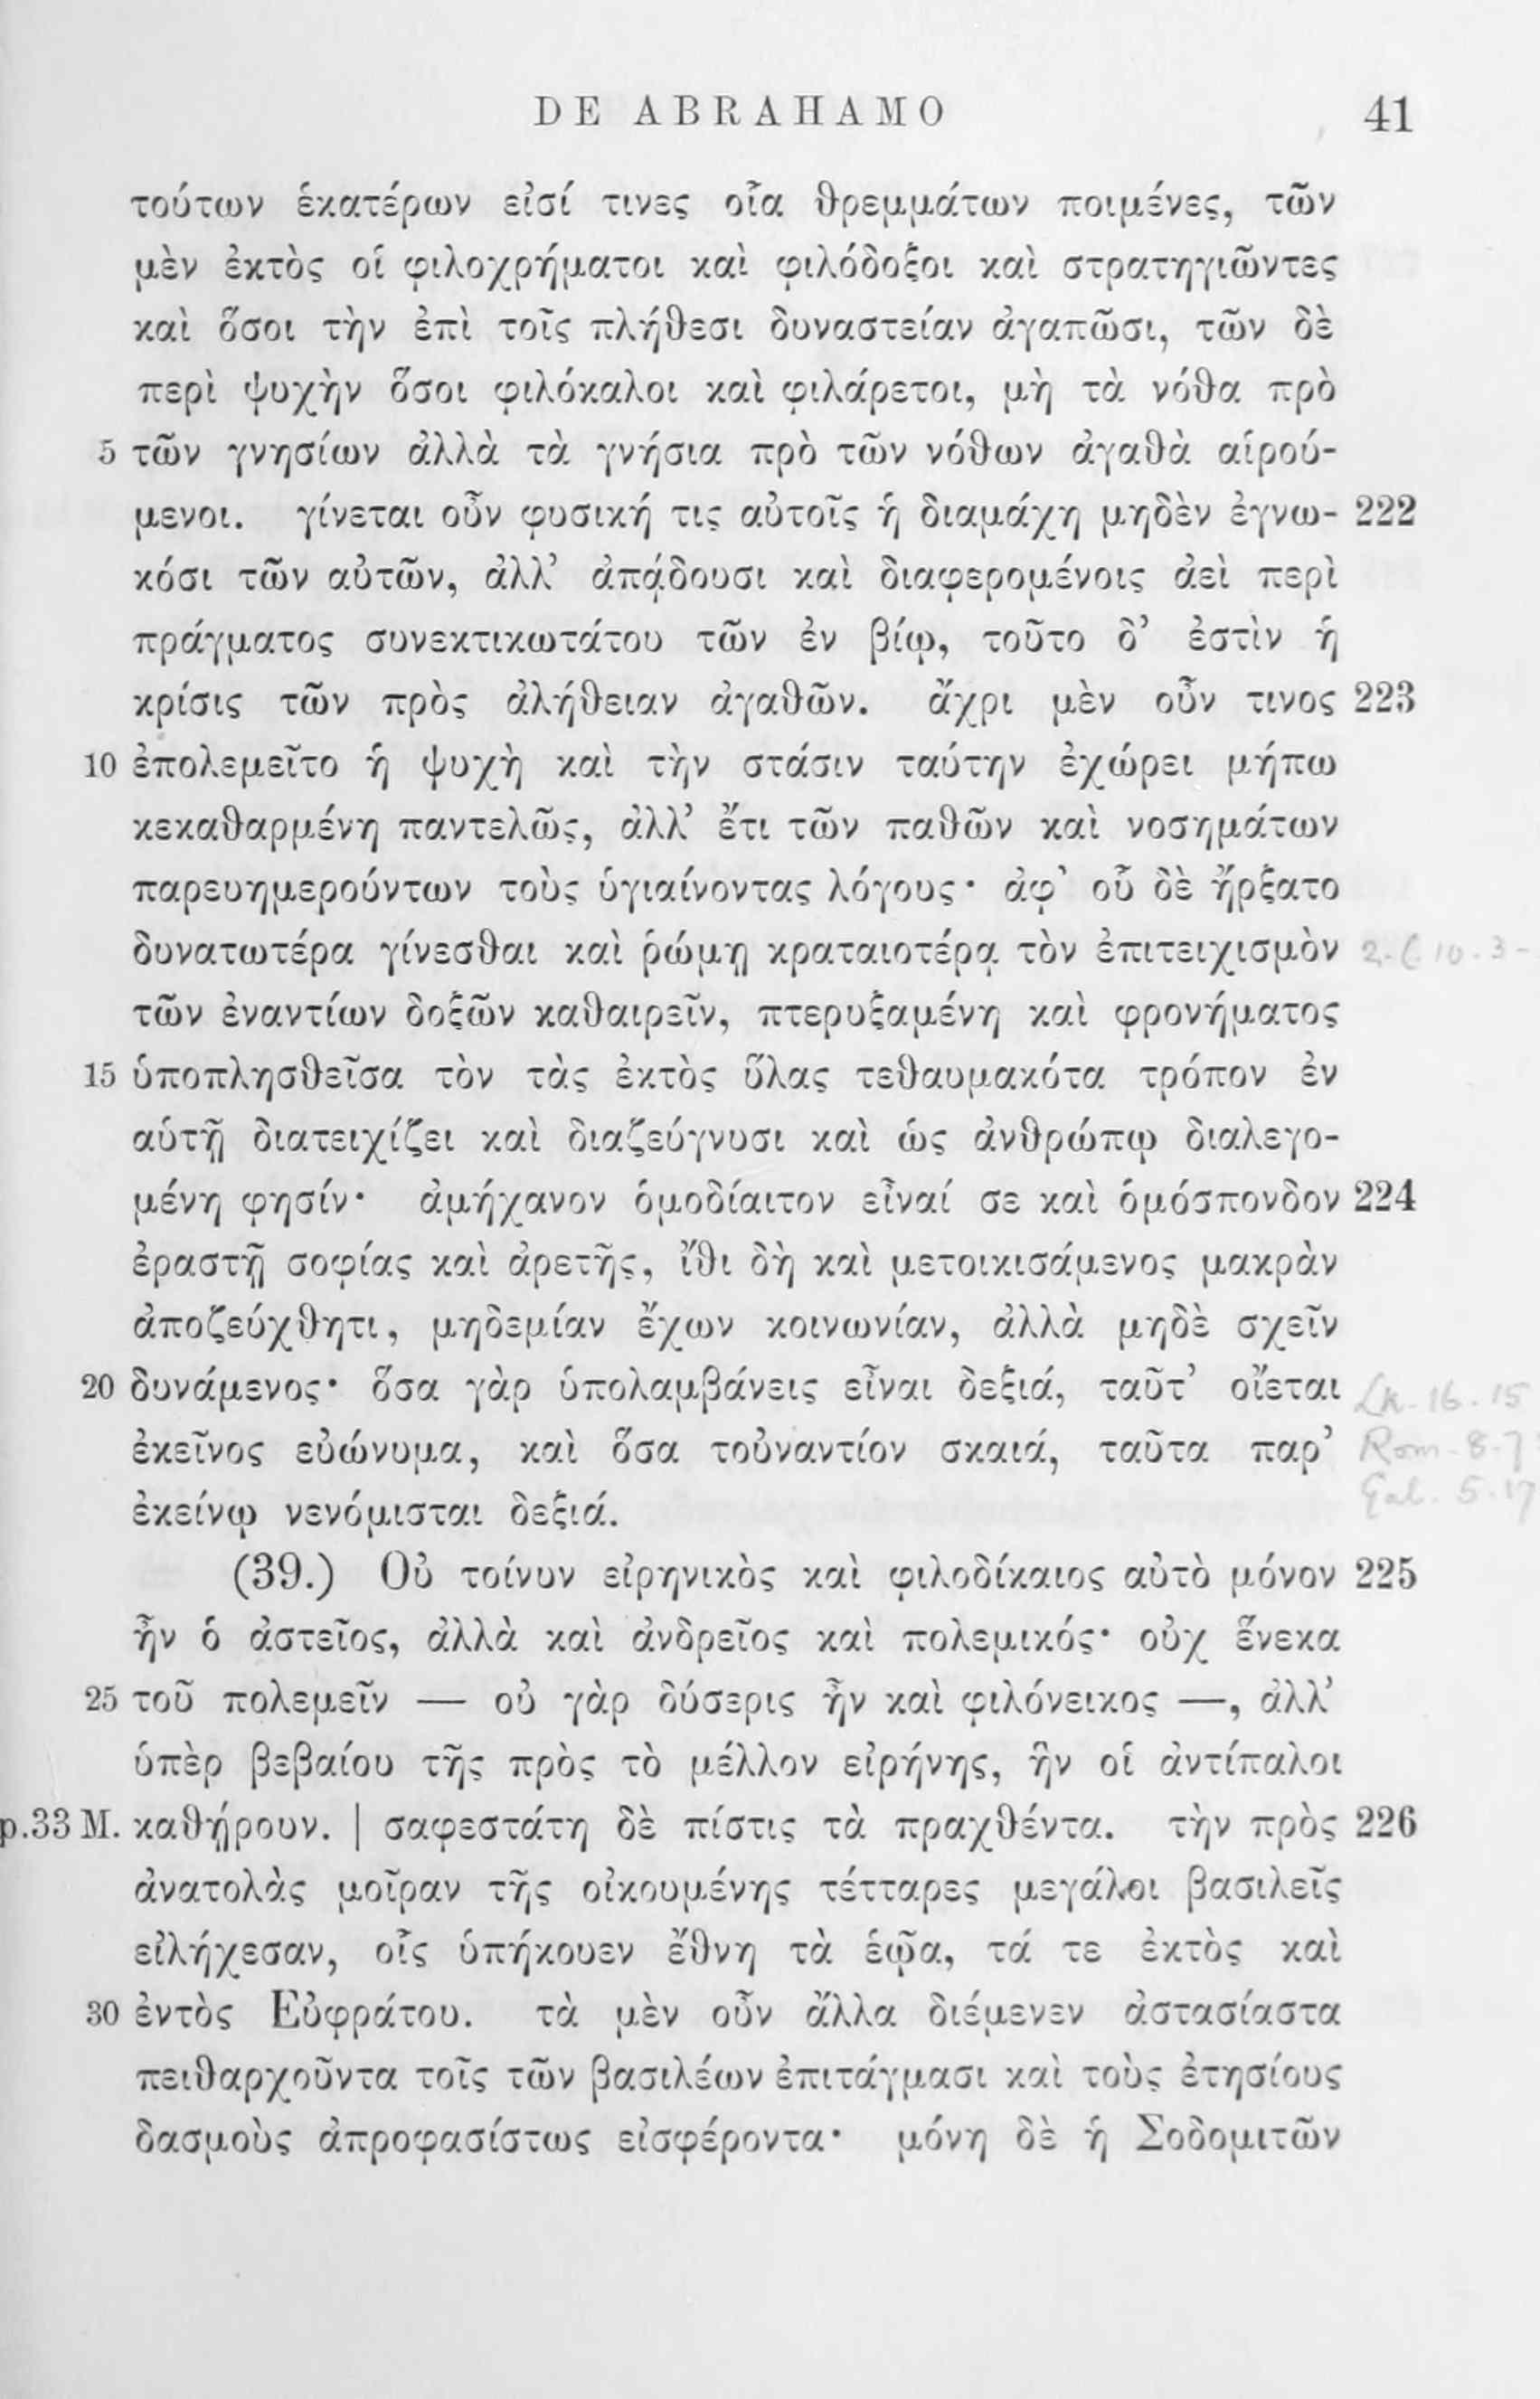 DE ABRAHAMO 41
τούτων ἑκατέρων εἰσί τινες οἷα θρεμμάτων ποιμένες, τῶν
μὲν ἐκτὸς οἱ φιλοχρήματοι καὶ φιλόδοξοι καὶ στρατηγιῶντες
καὶ ὅσοι τὴν ἐπὶ τοῖς πλήθεσι δυναστείαν ἀγαπῶσι, τῶν δὲ
περὶ ψυχὴν ὅσοι φιλόκαλοι καὶ φιλάρετοι, μὴ τὰ νόθα πρὸ
5 τῶν γνησίων ἀλλὰ τὰ γνήσια πρὸ τῶν νόθων ἀγαθὰ αἱρού-
μενοι. γίνεται οὖν φυσική τις αὐτοῖς ἡ διαμάχη μηδὲν ἐγνω- 222
κόσι τῶν αὐτῶν, ἀλλ’ ἀπᾴδουσι καὶ διαφερομένοις ἀεὶ περὶ
πράγματος συνεκτικωτάτου τῶν ἐν βίῳ, τοῦτο δ’ ἐστὶν ἡ
κρίσις τῶν πρὸς ἀλήθειαν ἀγαθῶν. ἄχρι μὲν οὖν τινος 223
10 ἐπολεμεῖτο ἡ ψυχὴ καὶ τὴν στάσιν ταύτην ἐχώρει μήπω
κεκαθαρμένη παντελῶς, ἀλλ’ ἔτι τῶν παθῶν καὶ νοσημάτων
παρευημερούντων τοὺς ὑγιαίνοντας λόγους· ἀφ’ οὗ δὲ ἤρξατο
δυνατωτέρα γίνεσθαι καὶ ῥώμῃ κραταιοτέρᾳ τὸν ἐπιτειχισμὸν 2.C.10.3-
τῶν ἐναντίων δοξῶν καθαιρεῖν, πτερυξαμένη καὶ φρονήματος
15 ὑποπλησθεῖσα τὸν τὰς ἐκτὸς ὕλας τεθαυμακότα τρόπον ἐν
αὑτῇ διατειχίζει καὶ διαζεύγνυσι καὶ ὡς ἀνθρώπῳ διαλεγο-
μένη φησίν· ἀμήχανον ὁμοδίαιτον εἶναί σε καὶ ὁμόσπονδον 224
ἐραστῇ σοφίας καὶ ἀρετῆς, ἴθι δὴ καὶ μετοικισάμενος μακρὰν
ἀποζεύχθητι, μηδεμίαν ἔχων κοινωνίαν, ἀλλὰ μηδὲ σχεῖν
20 δυνάμενος· ὅσα γὰρ ὑπολαμβάνεις εἶναι δεξιά, ταῦτ’ οἴεται Lk. 16. 15
ἐκεῖνος εὐώνυμα, καὶ ὅσα τοὐναντίον σκαιά, ταῦτα παρ’ Rom. 8. 7
ἐκείνῳ νενόμισται δεξιά. Gal. 5. 17
(39.) Οὐ τοίνυν εἰρηνικὸς καὶ φιλοδίκαιος αὐτὸ μόνον 225
ἦν ὁ ἀστεῖος, ἀλλὰ καὶ ἀνδρεῖος καὶ πολεμικός· οὐχ ἕνεκα
25 τοῦ πολεμεῖν — οὐ γὰρ δύσερις ἦν καὶ φιλόνεικος —, ἀλλ’
ὑπὲρ βεβαίου τῆς πρὸς τὸ μέλλον εἰρήνης, ἣν οἱ ἀντίπαλοι
p.33 M. καθῄρουν. | σαφεστάτη δὲ πίστις τὰ πραχθέντα. τὴν πρὸς 226
ἀνατολὰς μοῖραν τῆς οἰκουμένης τέτταρες μεγάλοι βασιλεῖς
εἰλήχεσαν, οἷς ὑπήκουεν ἔθνη τὰ ἑῷα, τά τε ἐκτὸς καὶ
30 ἐντὸς Εὐφράτου. τὰ μὲν οὖν ἄλλα διέμενεν ἀστασίαστα
πειθαρχοῦντα τοῖς τῶν βασιλέων ἐπιτάγμασι καὶ τοὺς ἐτησίους
δασμοὺς ἀπροφασίστως εἰσφέροντα· μόνη δὲ ἡ Σοδομιτῶν